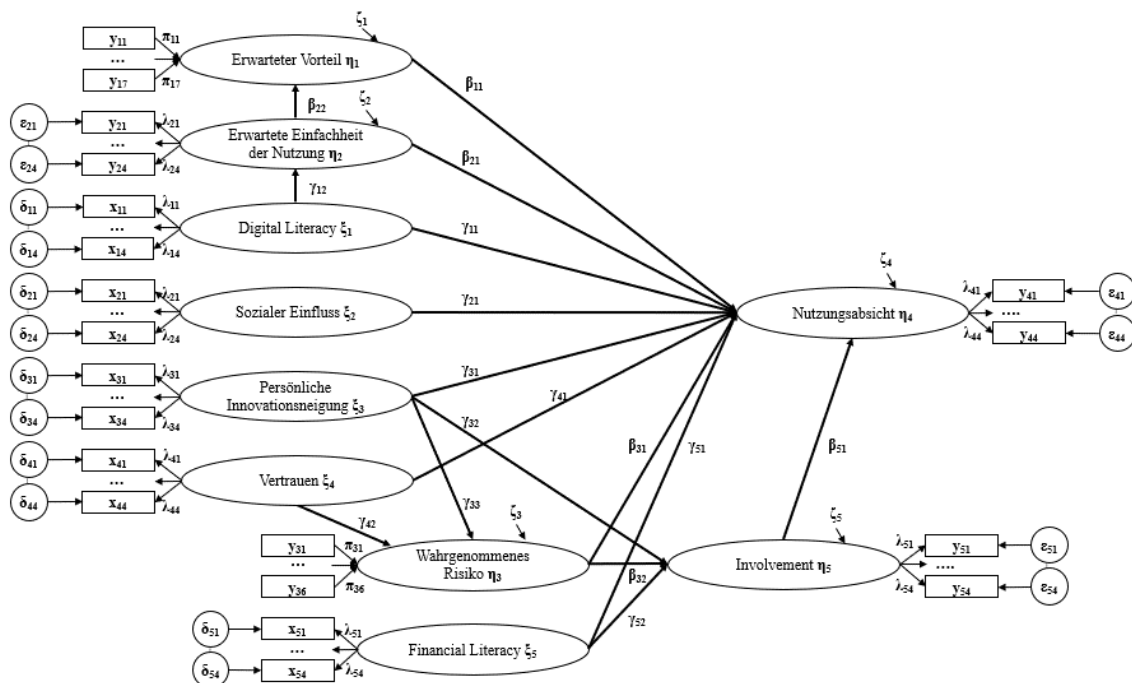 ζ₁
y₁₁ π₁₁
...
y₁₇ π₁₇
Erwarteter Vorteil η₁
β₁₁
β₂₂
ζ₂
ε₂₁ y₂₁ λ₂₁
...
ε₂₄ y₂₄ λ₂₄
Erwartete Einfachheit
der Nutzung η₂
β₂₁
γ₁₂
δ₁₁ x₁₁ λ₁₁
...
δ₁₄ x₁₄ λ₁₄
Digital Literacy ξ₁
γ₁₁
δ₂₁ x₂₁ λ₂₁
...
δ₂₄ x₂₄ λ₂₄
Sozialer Einfluss ξ₂
γ₂₁
ζ₄
Nutzungsabsicht η₄
λ₄₁ y₄₁ ε₄₁
....
λ₄₄ y₄₄ ε₄₄
δ₃₁ x₃₁ λ₃₁
...
δ₃₄ x₃₄ λ₃₄
Persönliche
Innovationsneigung ξ₃
γ₃₁
γ₄₁
γ₃₂
β₃₁
γ₅₁
β₅₁
δ₄₁ x₄₁ λ₄₁
...
δ₄₄ x₄₄ λ₄₄
Vertrauen ξ₄
γ₃₃
γ₄₂
ζ₃
y₃₁ π₃₁
...
y₃₆ π₃₆
Wahrgenommenes
Risiko η₃
β₃₂
γ₅₂
ζ₅
Involvement η₅
λ₅₁ y₅₁ ε₅₁
....
λ₅₄ y₅₄ ε₅₄
δ₅₁ x₅₁ λ₅₁
...
δ₅₄ x₅₄ λ₅₄
Financial Literacy ξ₅